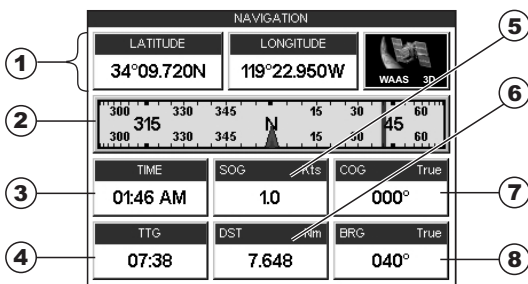 NAVIGATION
LATITUDE LONGITUDE
34°09.720N 119°22.950W WAAS 3D
300 330 345 15 30 60
315 N 45
300 330 345 15 30 60
TIME SOG Kts COG True
01:46 AM 1.0 000°
TTG DST Nm BRG True
07:38 7.648 040°
1
2
3
4
5
6
7
8